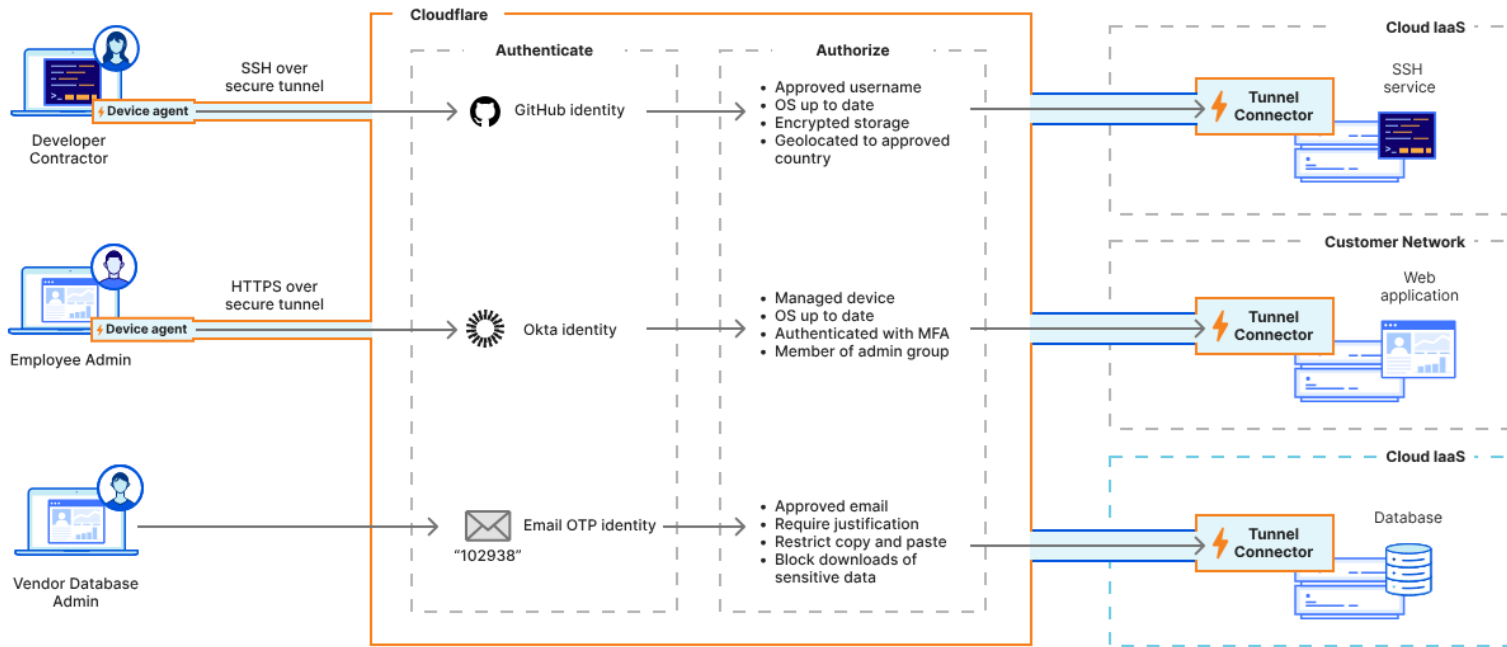 Cloudflare
Authenticate
Authorize
Cloud IaaS
SSH over
secure tunnel
Device agent
Developer
Contractor
GitHub identity
• Approved username
• OS up to date
• Encrypted storage
• Geolocated to approved
country
Tunnel
Connector
SSH
service
>_
>_
Customer Network
HTTPS over
secure tunnel
Device agent
Employee Admin
Okta identity
• Managed device
• OS up to date
• Authenticated with MFA
• Member of admin group
Tunnel
Connector
Web
application
Cloud IaaS
Vendor Database
Admin
Email OTP identity
“102938”
• Approved email
• Require justification
• Restrict copy and paste
• Block downloads of
sensitive data
Tunnel
Connector
Database